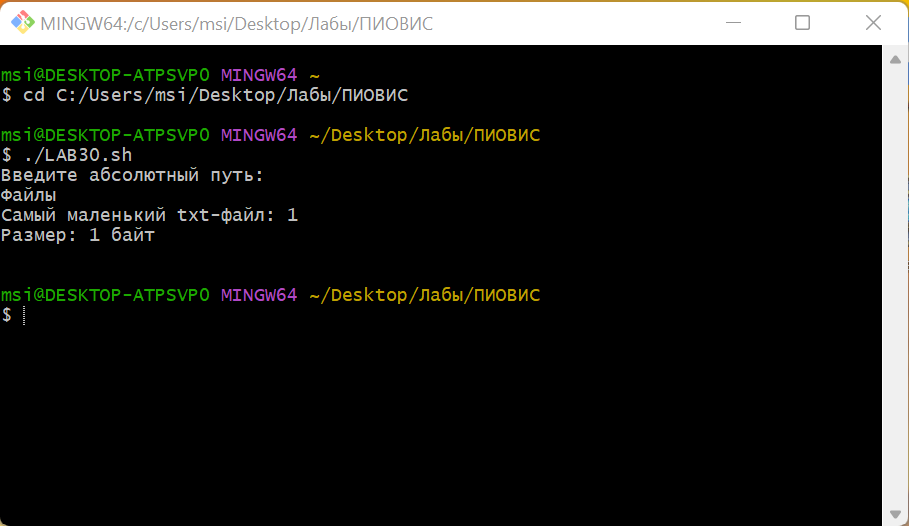 MINGW64:/c/Users/msi/Desktop/Лабы/ПИОВИС
msi@DESKTOP-ATPSVP0 MINGW64 ~
$ cd C:/Users/msi/Desktop/Лабы/ПИОВИС
msi@DESKTOP-ATPSVP0 MINGW64 ~/Desktop/Лабы/ПИОВИС
$ ./LAB30.sh
Введите абсолютный путь:
Файлы
Самый маленький txt-файл: 1
Размер: 1 байт
msi@DESKTOP-ATPSVP0 MINGW64 ~/Desktop/Лабы/ПИОВИС
$